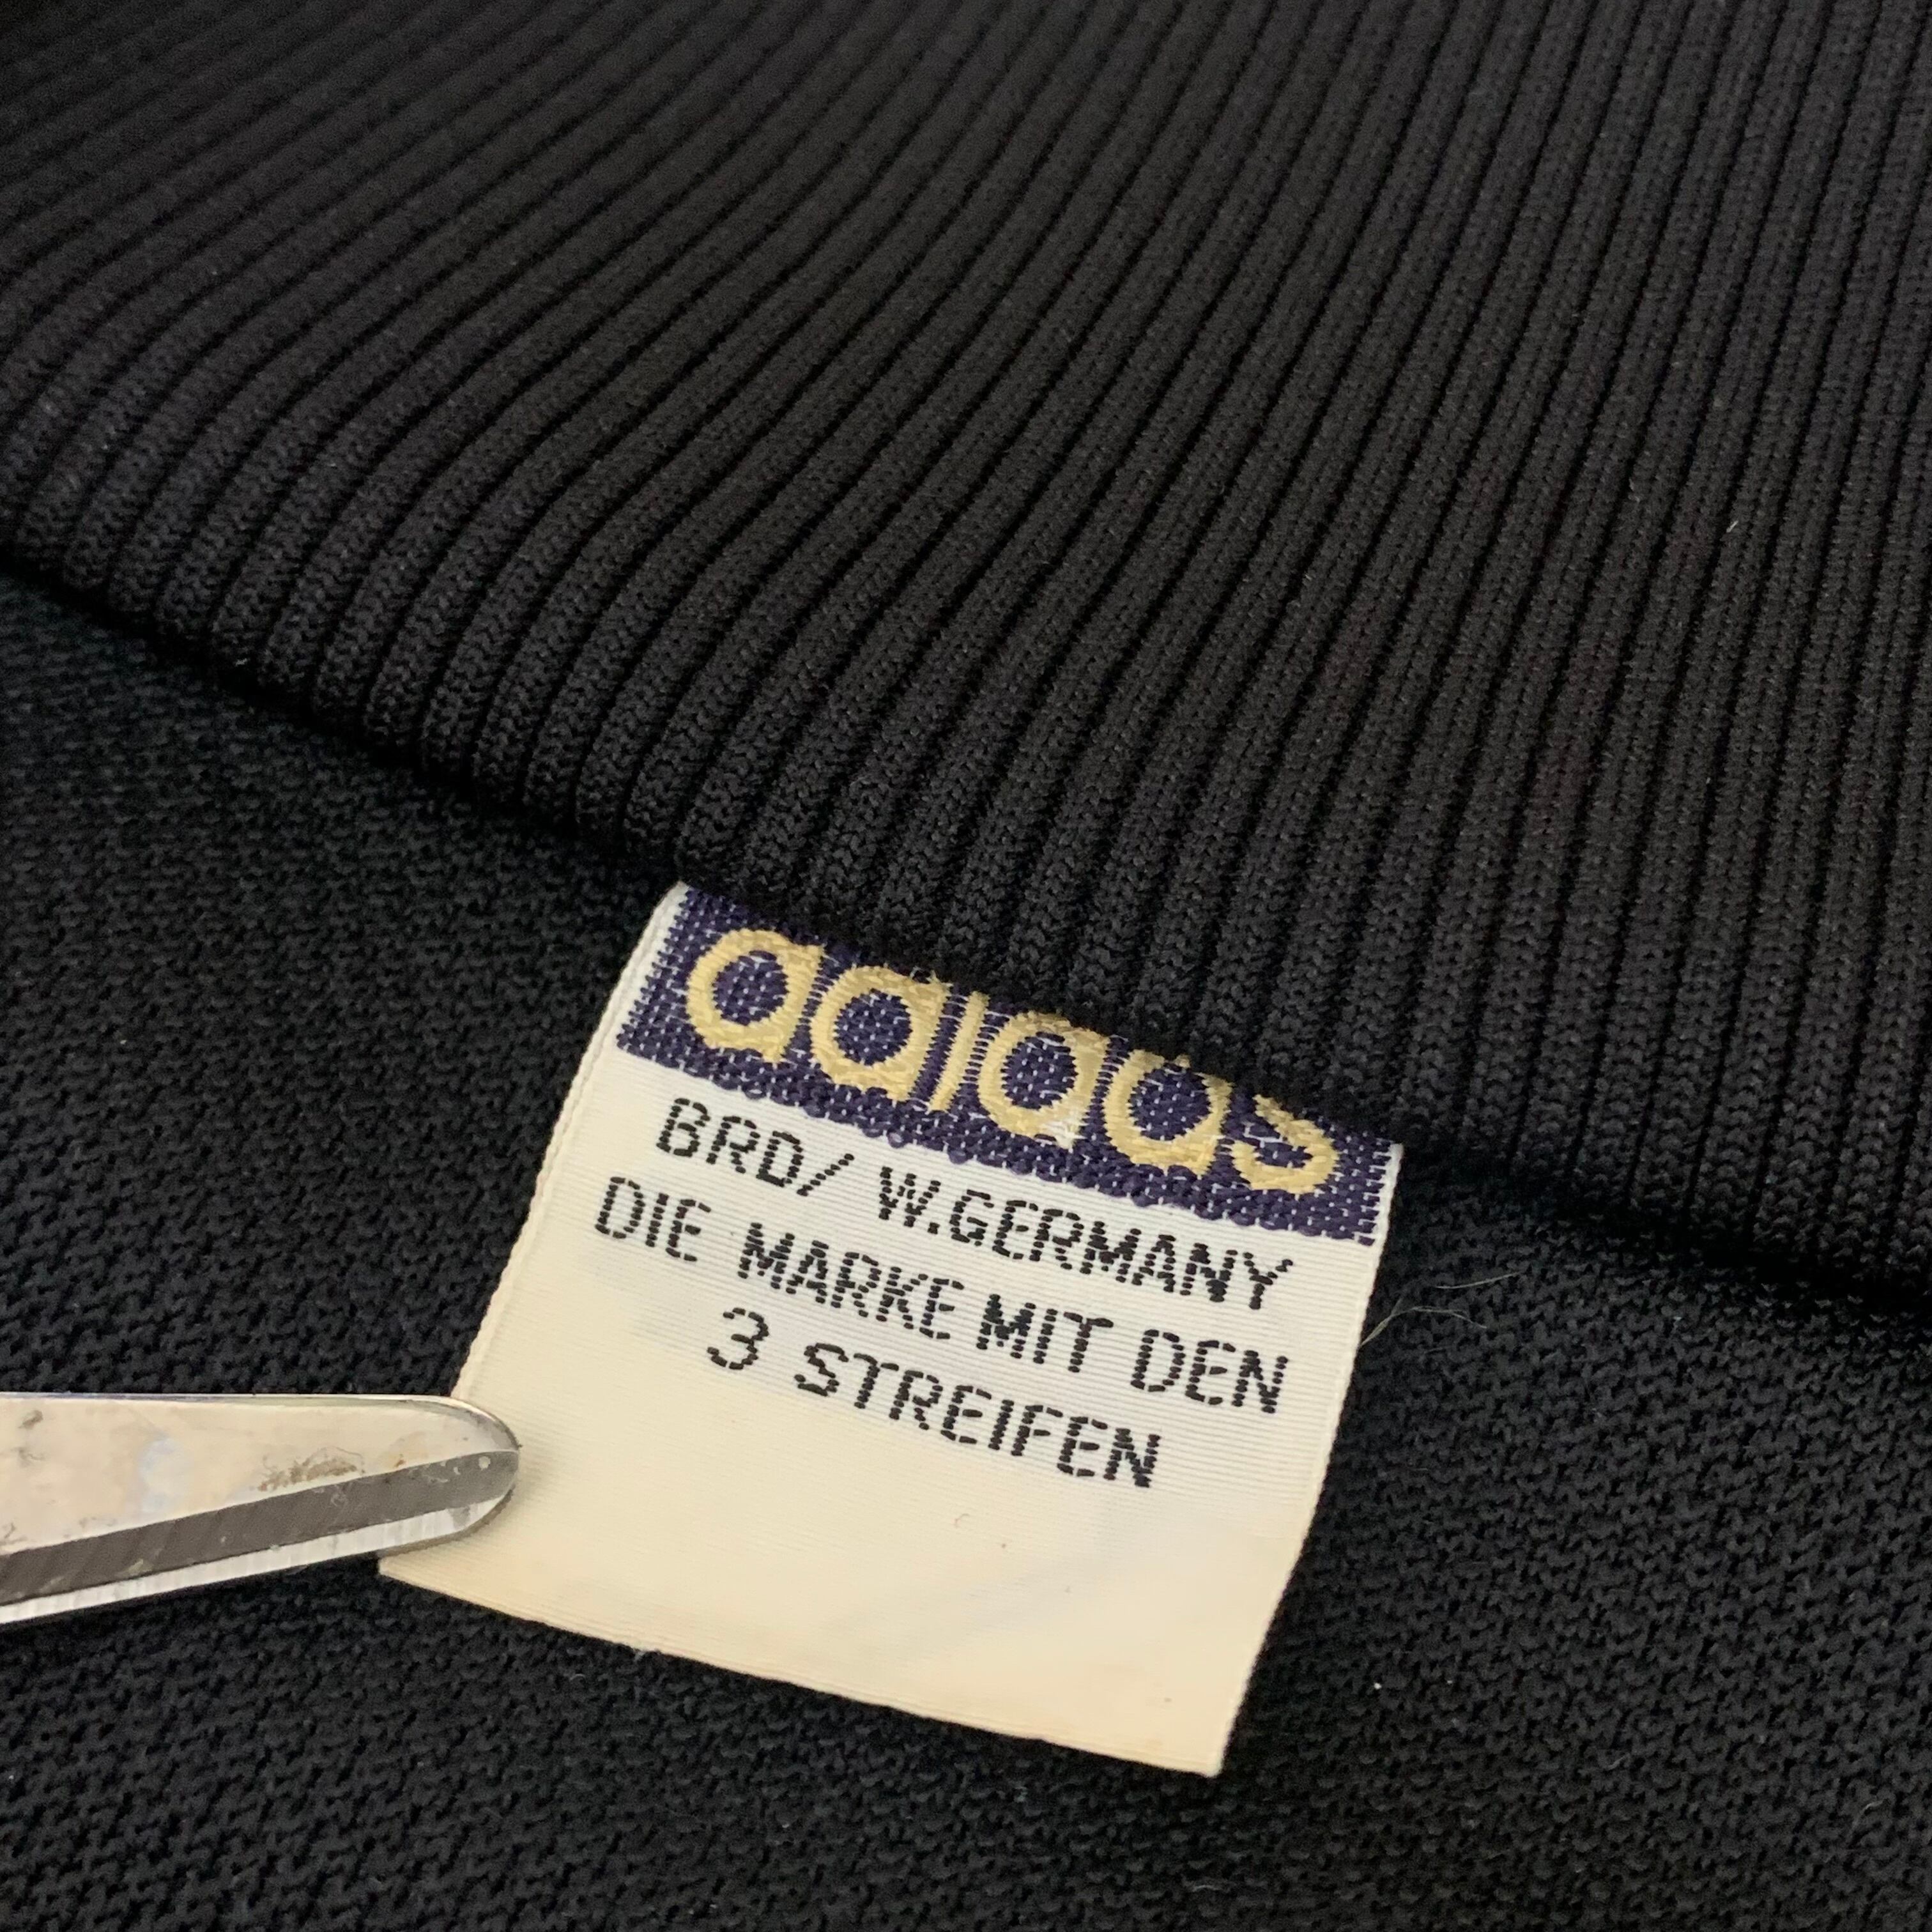 adidas
BRD/ W.GERMANY
DIE MARKE MIT DEN
3 STREIFEN